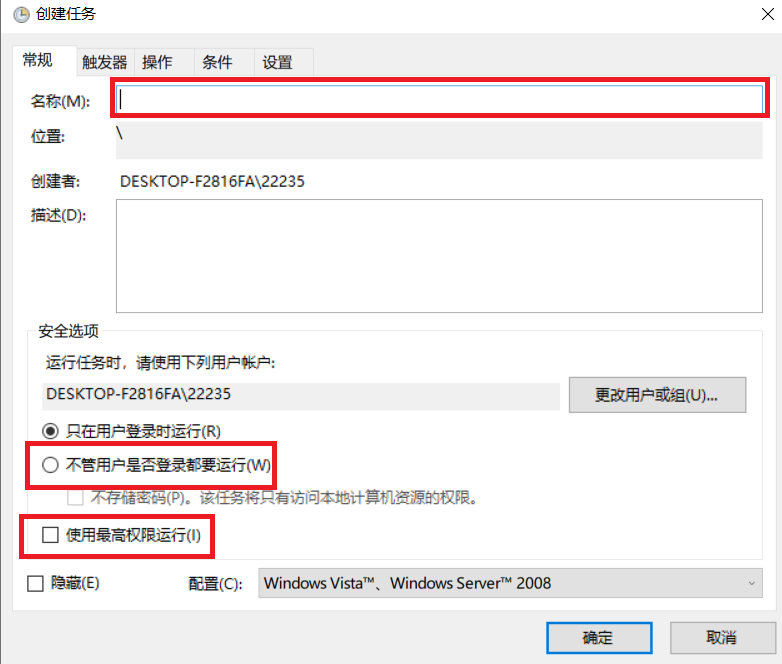 创建任务
常规 触发器 操作 条件 设置
名称(M):
位置: \
创建者: DESKTOP-F2816FA\22235
描述(D):
安全选项
运行任务时，请使用下列用户帐户:
DESKTOP-F2816FA\22235 更改用户或组(U)...
只在用户登录时运行(R)
不管用户是否登录都要运行(W)
不存储密码(P)。该任务将只有访问本地计算机资源的权限。
使用最高权限运行(I)
隐藏(E) 配置(C): Windows Vista™、Windows Server™ 2008
确定 取消